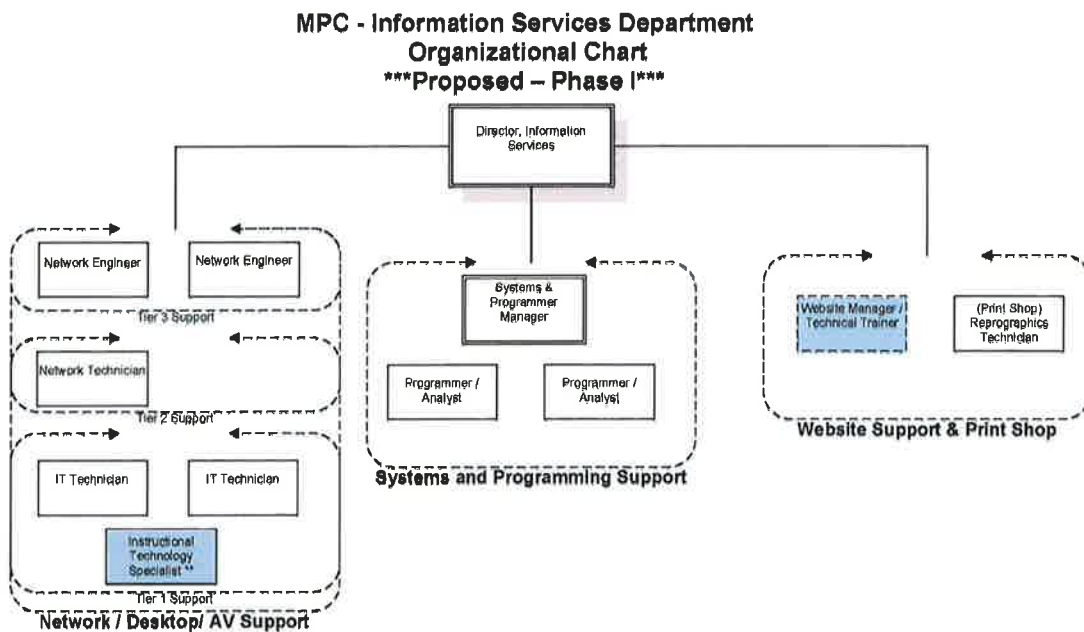 MPC - Information Services Department
Organizational Chart
***Proposed – Phase I***
Director, Information
Services
Network Engineer
Network Engineer
Tier 3 Support
Network Technician
Tier 2 Support
IT Technician
IT Technician
Instructional
Technology
Specialist **
Tier 1 Support
Network / Desktop/ AV Support
Systems &
Programmer
Manager
Programmer /
Analyst
Programmer /
Analyst
Systems and Programming Support
Website Manager /
Technical Trainer
(Print Shop)
Reprographics
Technician
Website Support & Print Shop